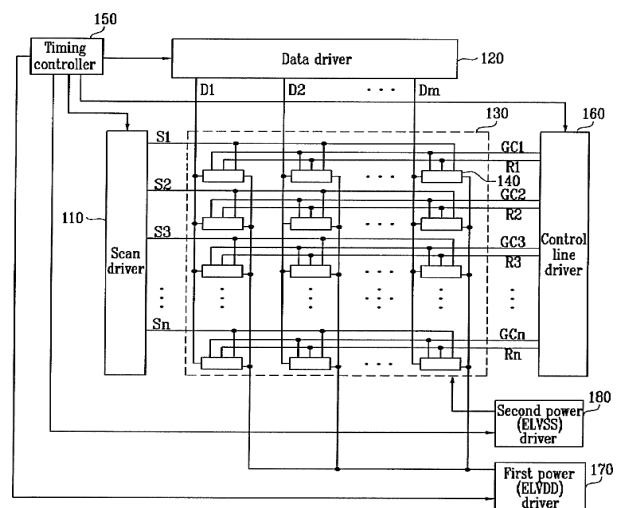 150
Timing
controller
Data driver
120
D1 D2 ... Dm
130
160
S1
GC1
R1
140
S2
GC2
R2
110
Scan
driver
S3
GC3
R3
Control
line
driver
Sn
GCn
Rn
180
Second power
(ELVSS)
driver
First power
(ELVDD)
driver
170